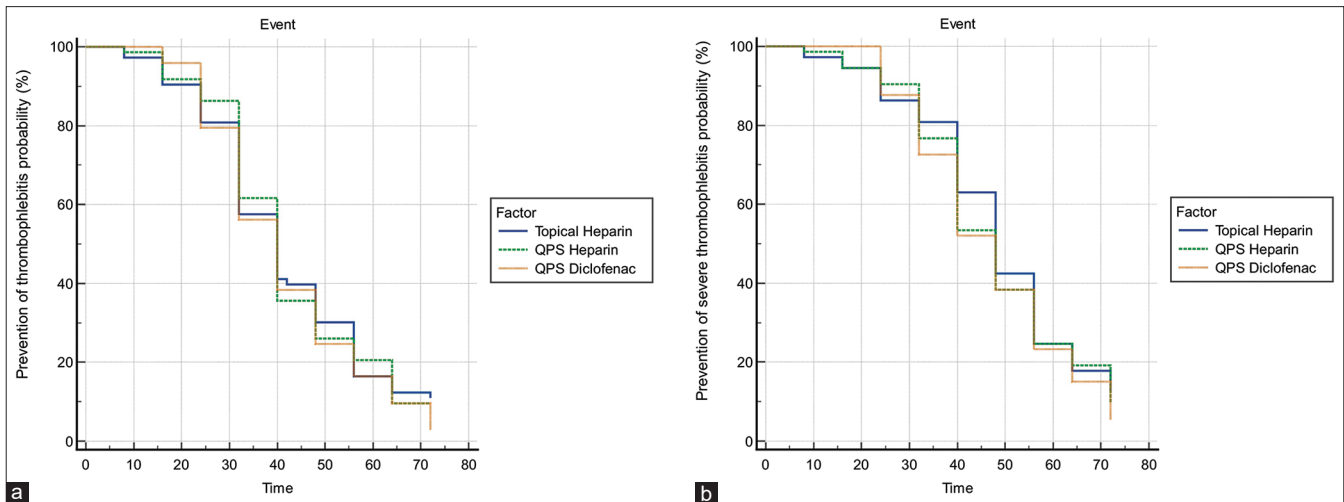 Event
Prevention of thrombophlebitis probability (%)
100
80
60
40
20
0
0 10 20 30 40 50 60 70 80
Time
Factor
Topical Heparin
QPS Heparin
QPS Diclofenac
a
Event
Prevention of severe thrombophlebitis probability (%)
100
80
60
40
20
0
0 10 20 30 40 50 60 70 80
Time
Factor
Topical Heparin
QPS Heparin
QPS Diclofenac
b